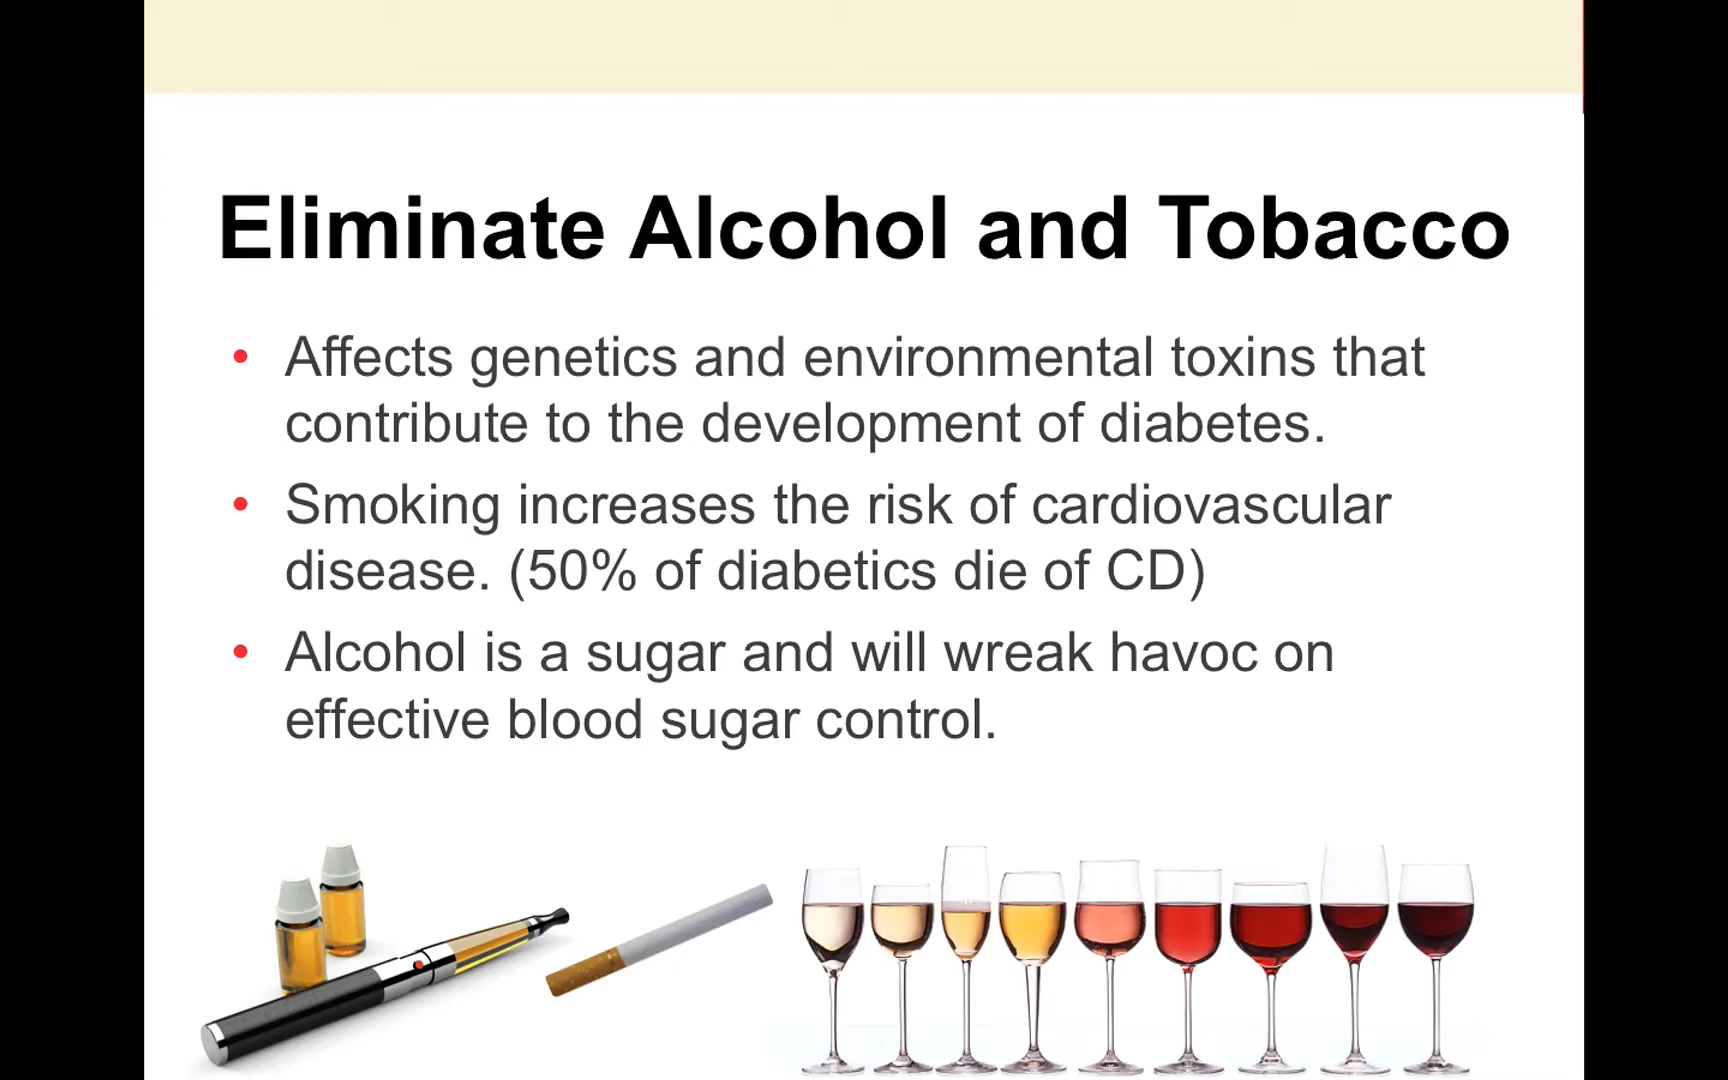 Eliminate Alcohol and Tobacco
• Affects genetics and environmental toxins that
contribute to the development of diabetes.
• Smoking increases the risk of cardiovascular
disease. (50% of diabetics die of CD)
• Alcohol is a sugar and will wreak havoc on
effective blood sugar control.